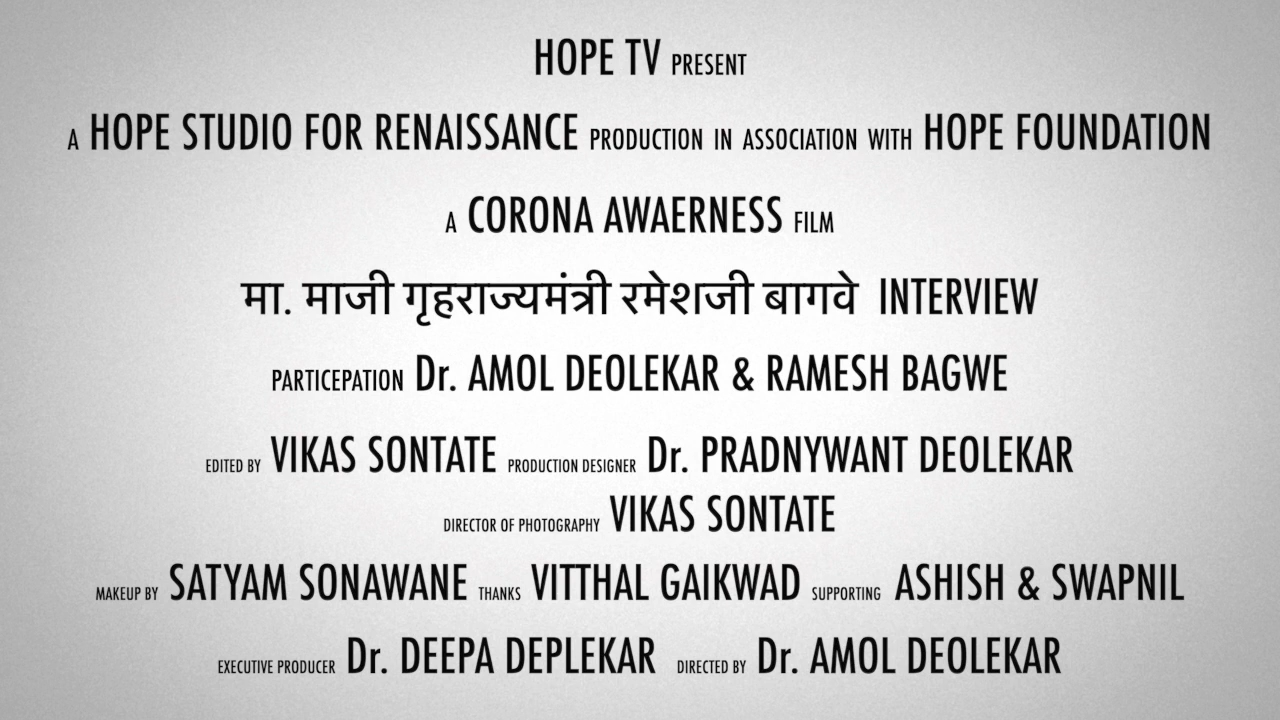 HOPE TV PRESENT
A HOPE STUDIO FOR RENAISSANCE PRODUCTION IN ASSOCIATION WITH HOPE FOUNDATION
A CORONA AWAERNESS FILM
मा. माजी गृहराज्यमंत्री रमेशजी बागवे INTERVIEW
PARTICEPATION Dr. AMOL DEOLEKAR & RAMESH BAGWE
EDITED BY VIKAS SONTATE PRODUCTION DESIGNER Dr. PRADNYWANT DEOLEKAR
DIRECTOR OF PHOTOGRAPHY VIKAS SONTATE
MAKEUP BY SATYAM SONAWANE THANKS VITTHAL GAIKWAD SUPPORTING ASHISH & SWAPNIL
EXECUTIVE PRODUCER Dr. DEEPA DEPLEKAR DIRECTED BY Dr. AMOL DEOLEKAR